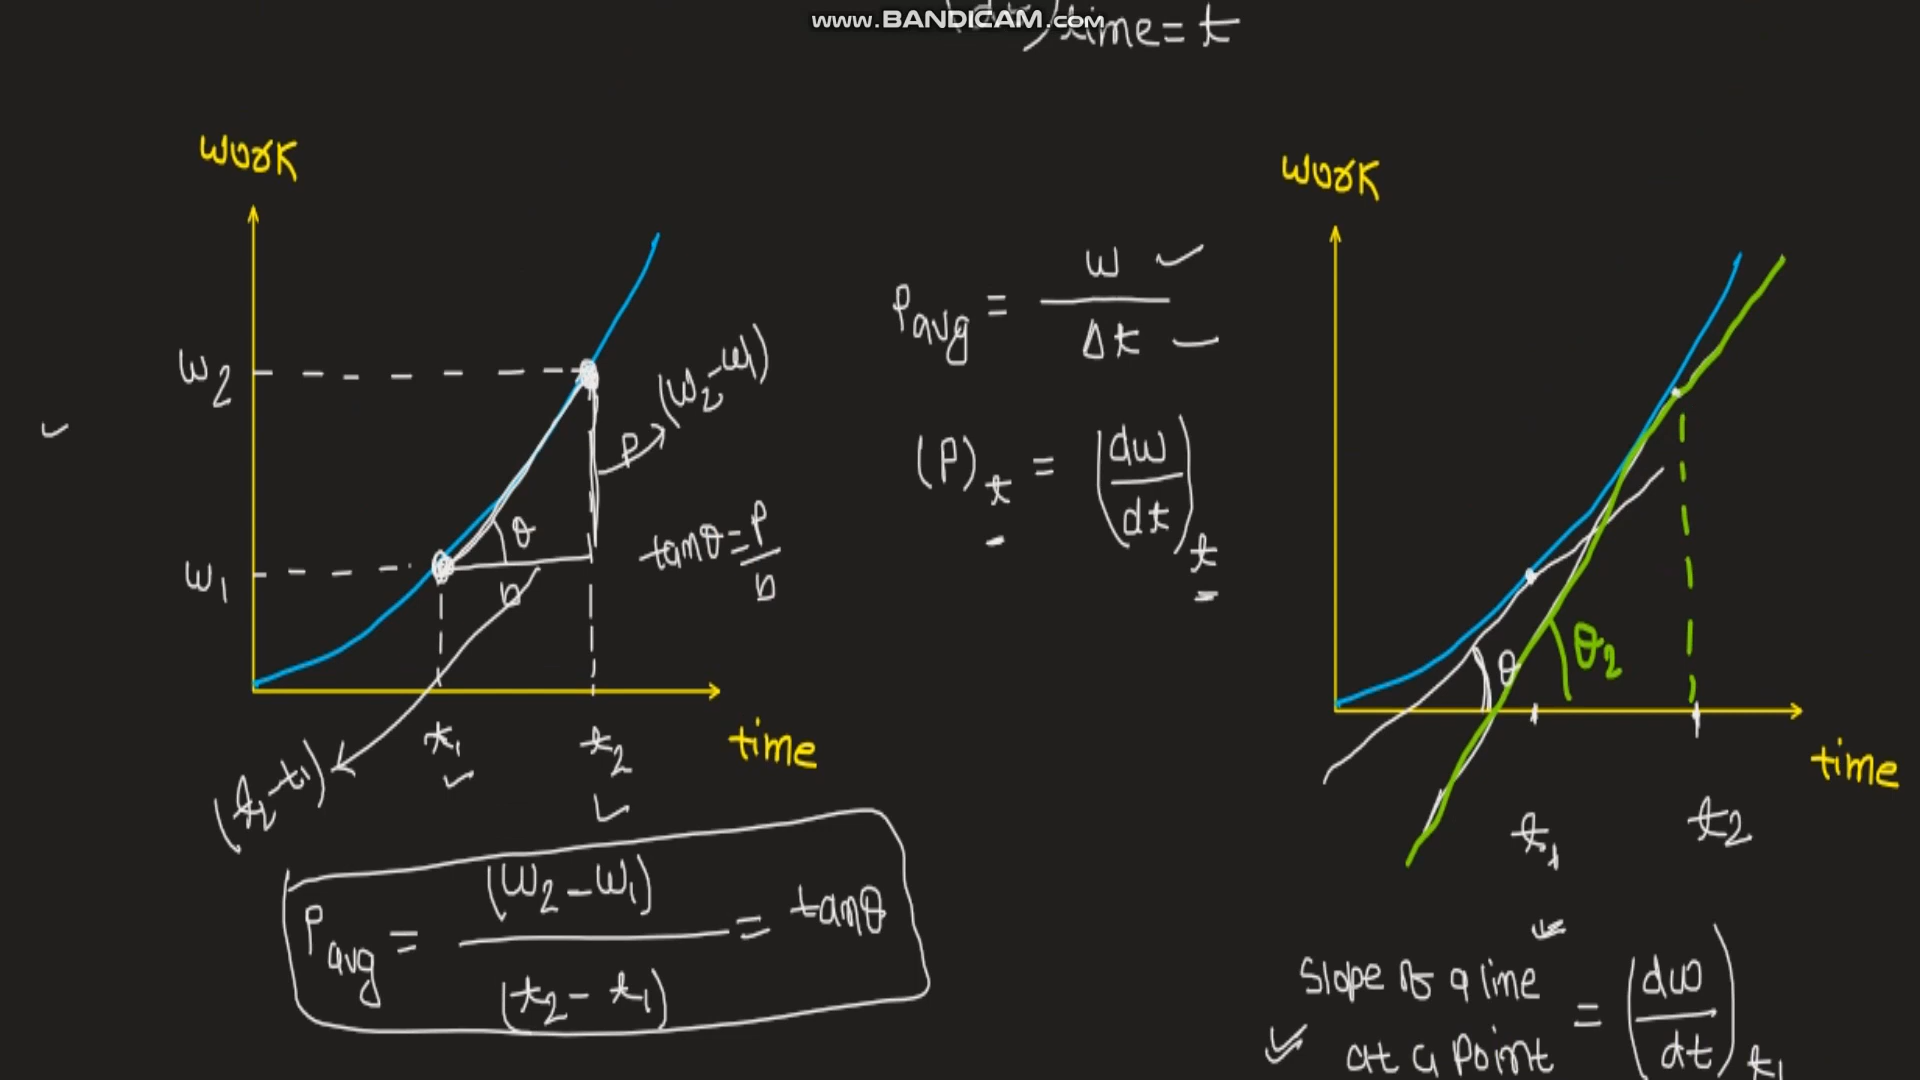 www.BANDICAM.com
(dt) time = t
work
work
w2
w1
(w2-w1)
P
θ
b
tanθ = P/b
Pavg = w/Δt
(P)t = (dw/dt)t
θ
θ2
t1
t2
time
time
(t2-t1)
t1
t2
Pavg = (w2-w1)/(t2-t1) = tanθ
Slope of a line
at a point = (dw/dt)t1